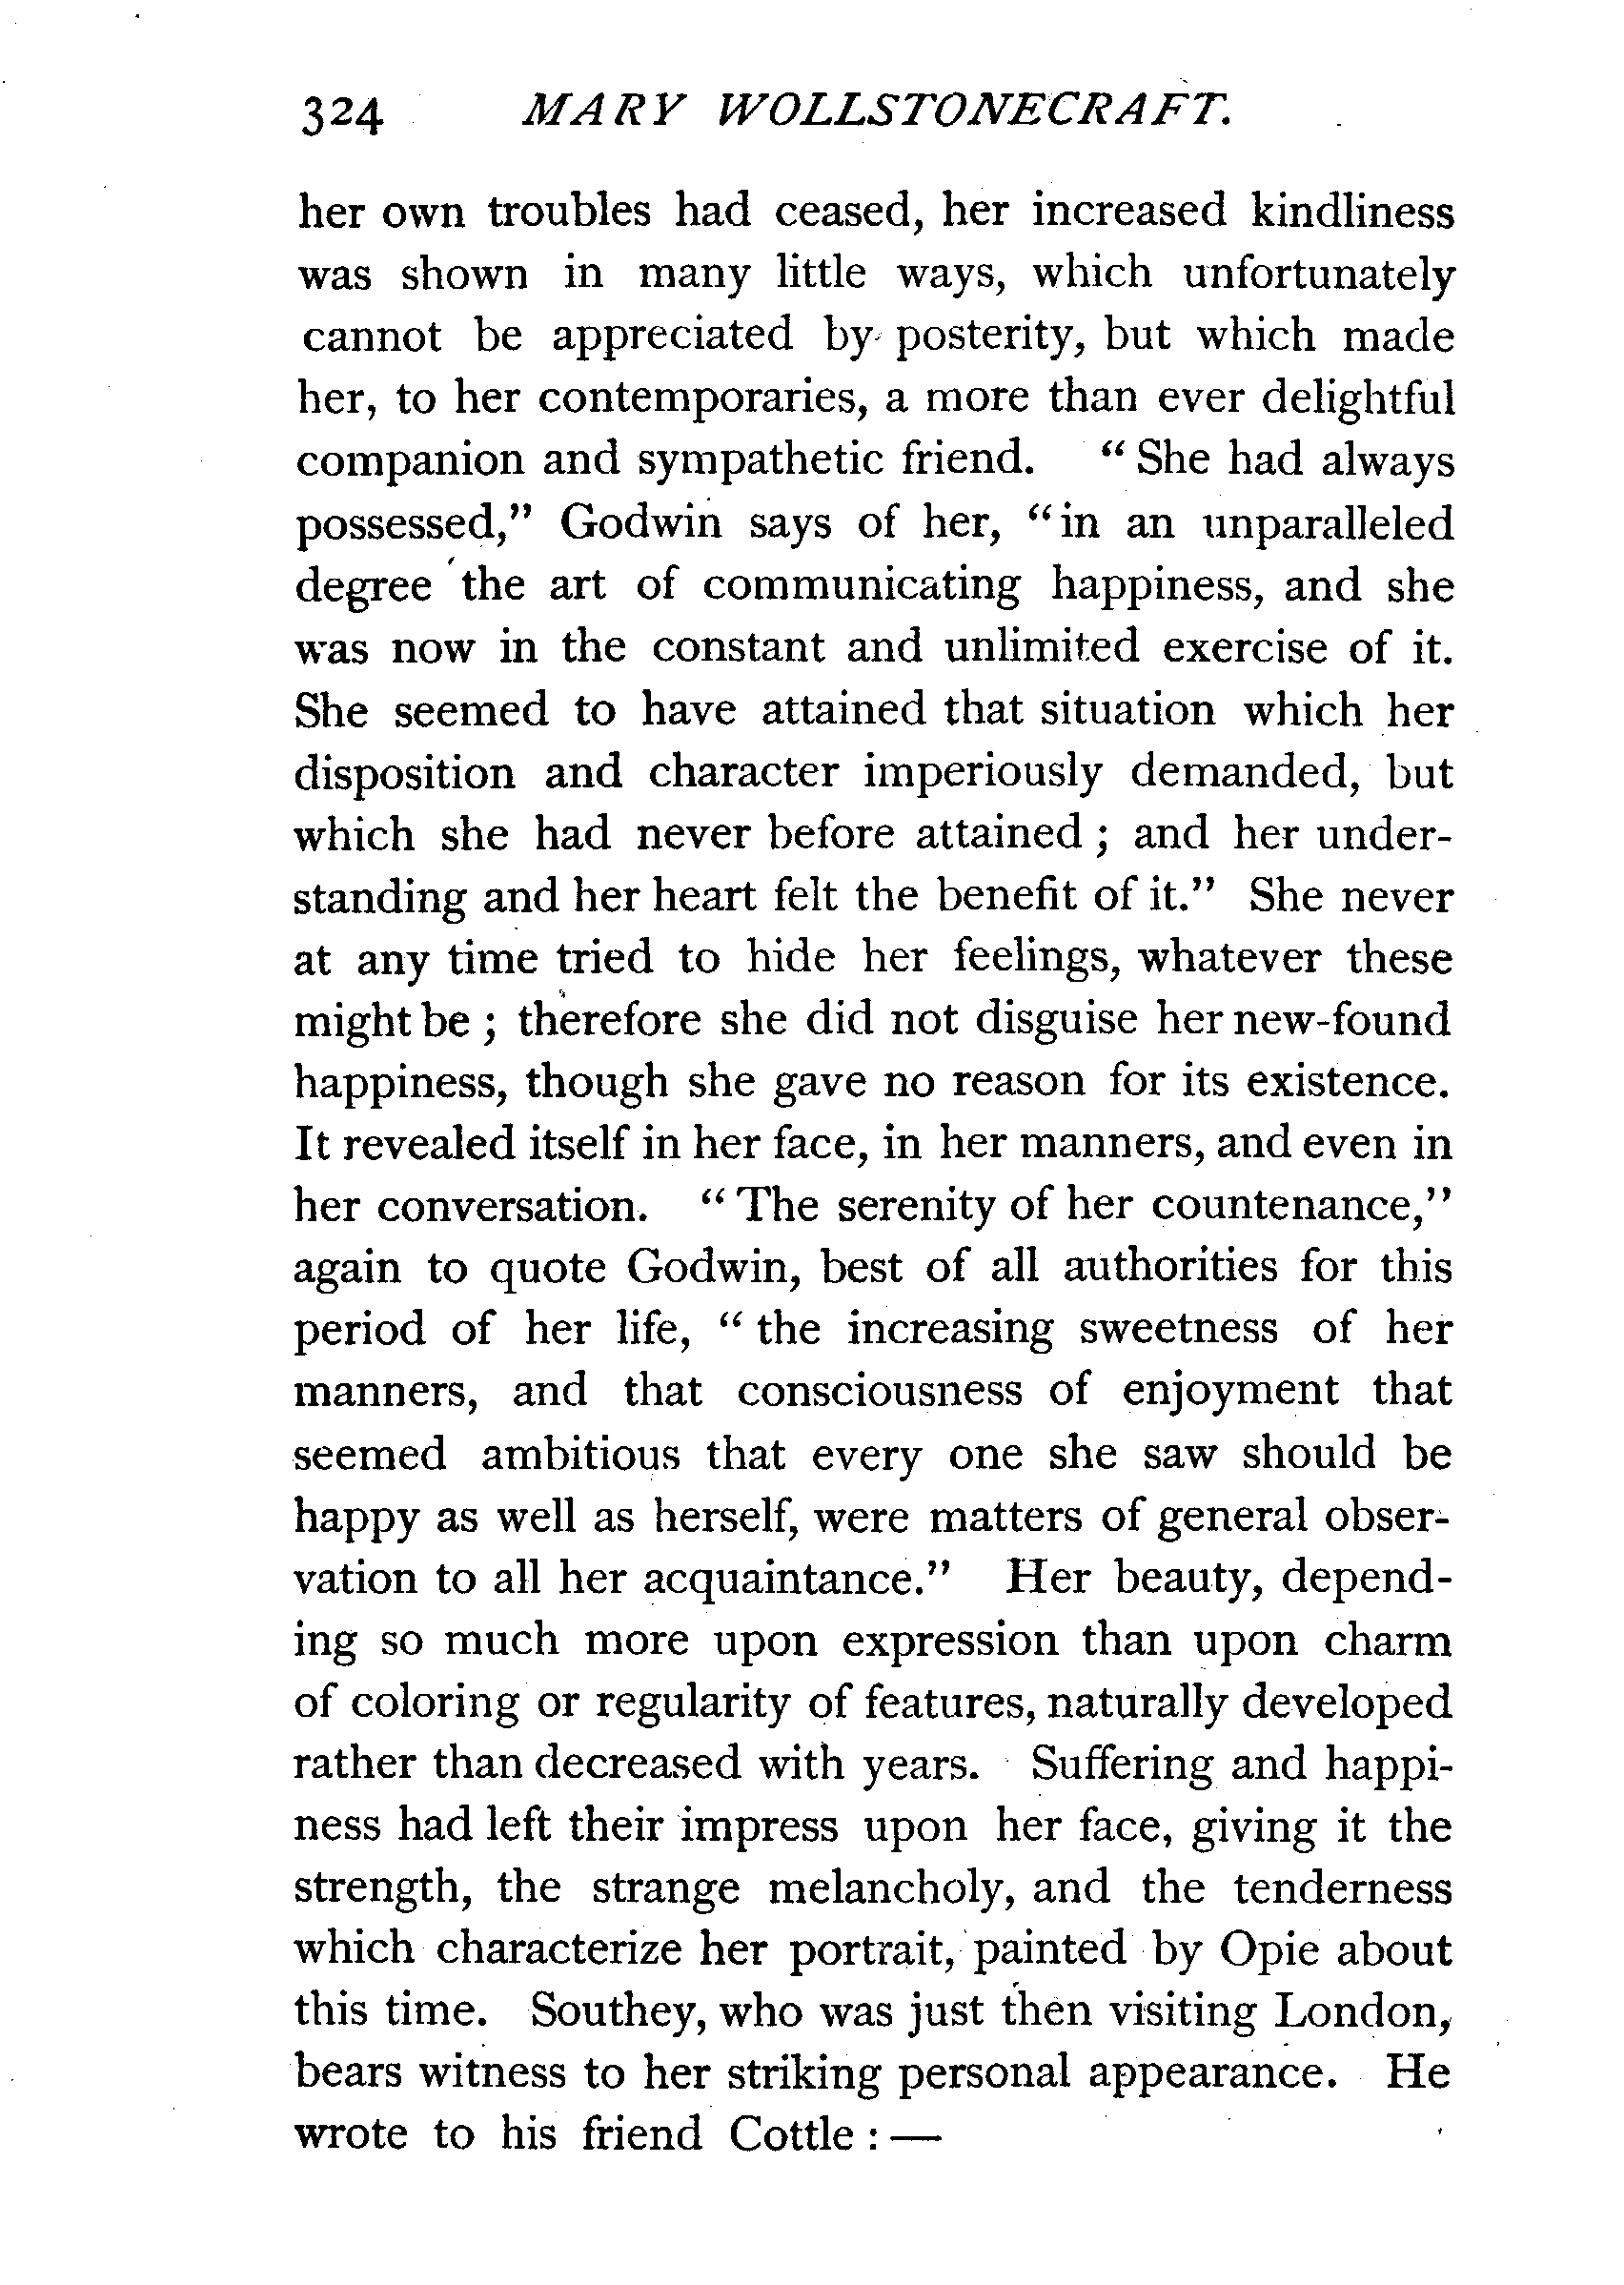 324 MARY WOLLSTONECRAFT.
her own troubles had ceased, her increased kindliness
was shown in many little ways, which unfortunately
cannot be appreciated by posterity, but which made
her, to her contemporaries, a more than ever delightful
companion and sympathetic friend. “She had always
possessed,” Godwin says of her, “in an unparalleled
degree the art of communicating happiness, and she
was now in the constant and unlimited exercise of it.
She seemed to have attained that situation which her
disposition and character imperiously demanded, but
which she had never before attained; and her under-
standing and her heart felt the benefit of it.” She never
at any time tried to hide her feelings, whatever these
might be; therefore she did not disguise her new-found
happiness, though she gave no reason for its existence.
It revealed itself in her face, in her manners, and even in
her conversation. “The serenity of her countenance,”
again to quote Godwin, best of all authorities for this
period of her life, “the increasing sweetness of her
manners, and that consciousness of enjoyment that
seemed ambitious that every one she saw should be
happy as well as herself, were matters of general obser-
vation to all her acquaintance.” Her beauty, depend-
ing so much more upon expression than upon charm
of coloring or regularity of features, naturally developed
rather than decreased with years. Suffering and happi-
ness had left their impress upon her face, giving it the
strength, the strange melancholy, and the tenderness
which characterize her portrait, painted by Opie about
this time. Southey, who was just then visiting London,
bears witness to her striking personal appearance. He
wrote to his friend Cottle:—